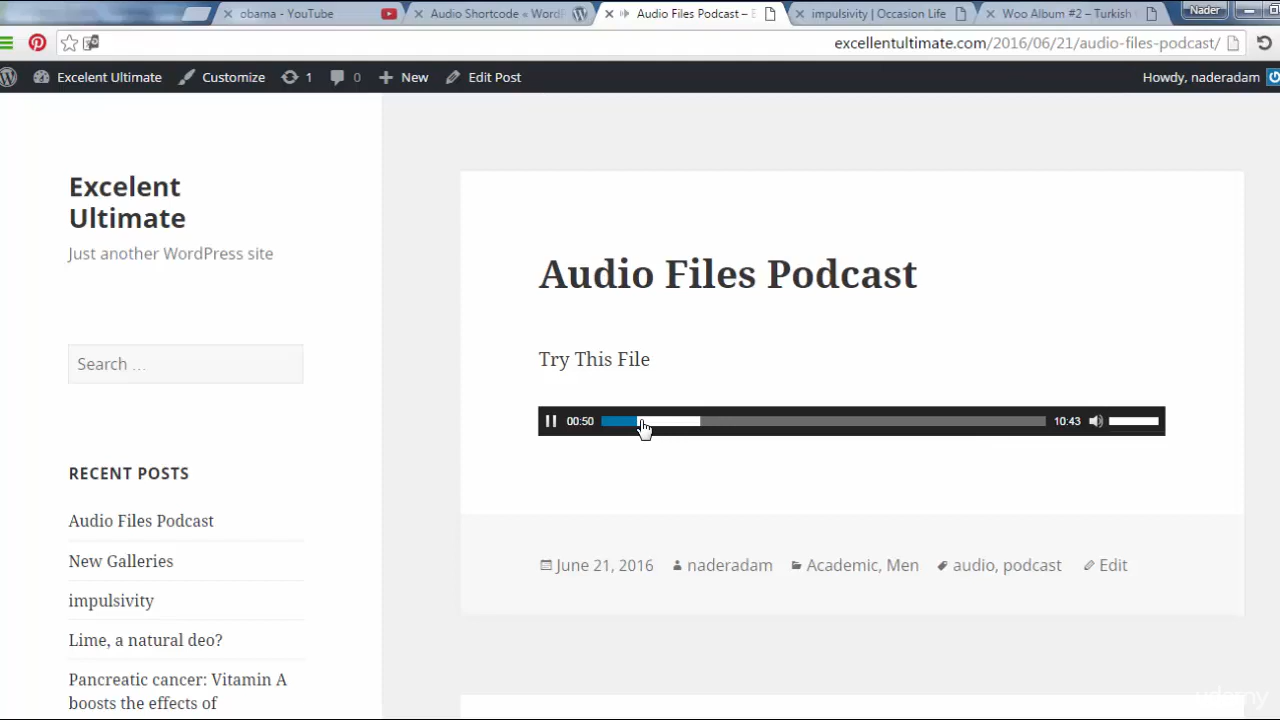 obama - YouTube
Audio Shortcode « WordP
Audio Files Podcast – E
impulsivity | Occasion Life
Woo Album #2 – Turkish
Nader
excellentultimate.com/2016/06/21/audio-files-podcast/
Excelent Ultimate
Customize
1
0
New
Edit Post
Howdy, naderadam
Excelent
Ultimate
Just another WordPress site
Search …
RECENT POSTS
Audio Files Podcast
New Galleries
impulsivity
Lime, a natural deo?
Pancreatic cancer: Vitamin A
boosts the effects of
Audio Files Podcast
Try This File
00:50
10:43
June 21, 2016
naderadam
Academic, Men
audio, podcast
Edit
udemy